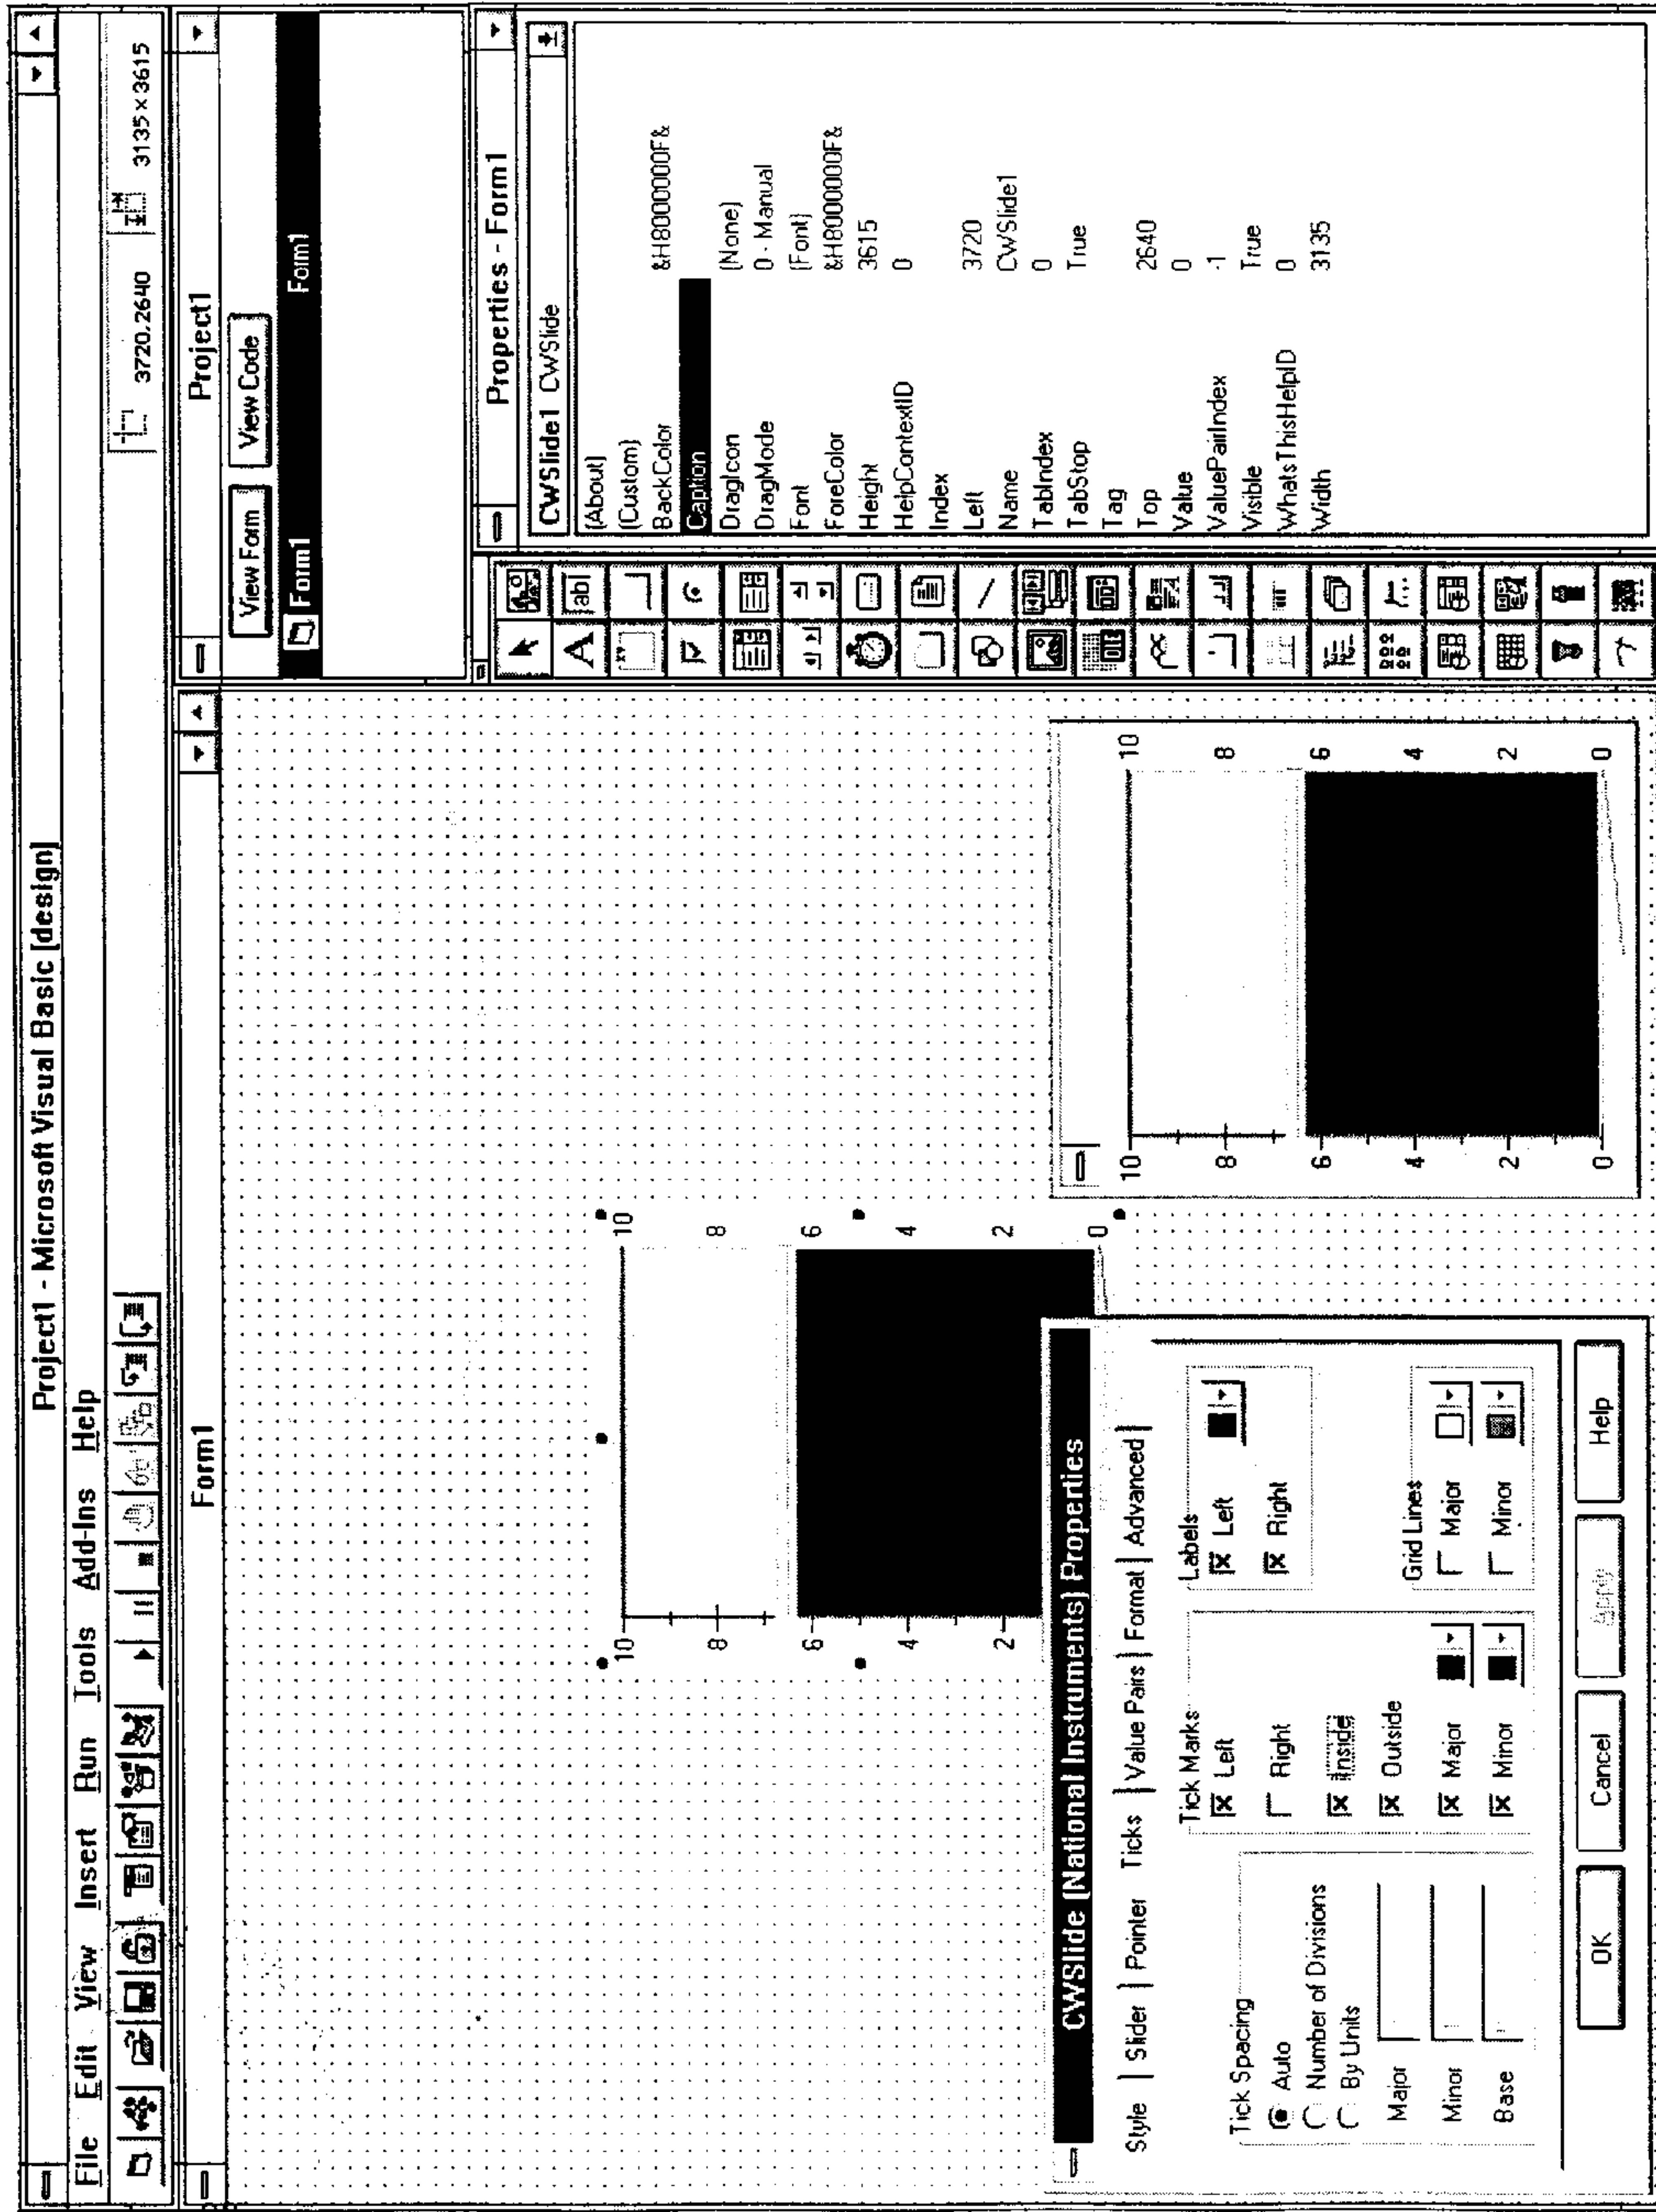 Project1 - Microsoft Visual Basic [design]
File Edit View Insert Run Tools Add-Ins Help
3720,2640 3135×3615
Form1
Project1
View Form View Code
Form1 Form1
Properties - Form1
CWSlide1 CWSlide
(About)
(Custom)
BackColor &H8000000F&
Caption
DragIcon (None)
DragMode 0 - Manual
Font (Font)
ForeColor &H8000000F&
Height 3615
HelpContextID 0
Index
Left 3720
Name CWSlide1
TabIndex 0
TabStop True
Tag
Top 2640
Value 0
ValuePairIndex -1
Visible True
WhatsThisHelpID 0
Width 3135
A abl
OLE
10 10
8 8
6 6
4 4
2 2
0
10 10
8 8
6 6
4 4
2 2
0 0
CWSlide (National Instruments) Properties
Style Slider Pointer Ticks Value Pairs Format Advanced
Tick Spacing
Auto
Number of Divisions
By Units
Major
Minor
Base
Tick Marks
Left
Right
Inside
Outside
Major
Minor
Labels
Left
Right
Grid Lines
Major
Minor
OK Cancel Apply Help